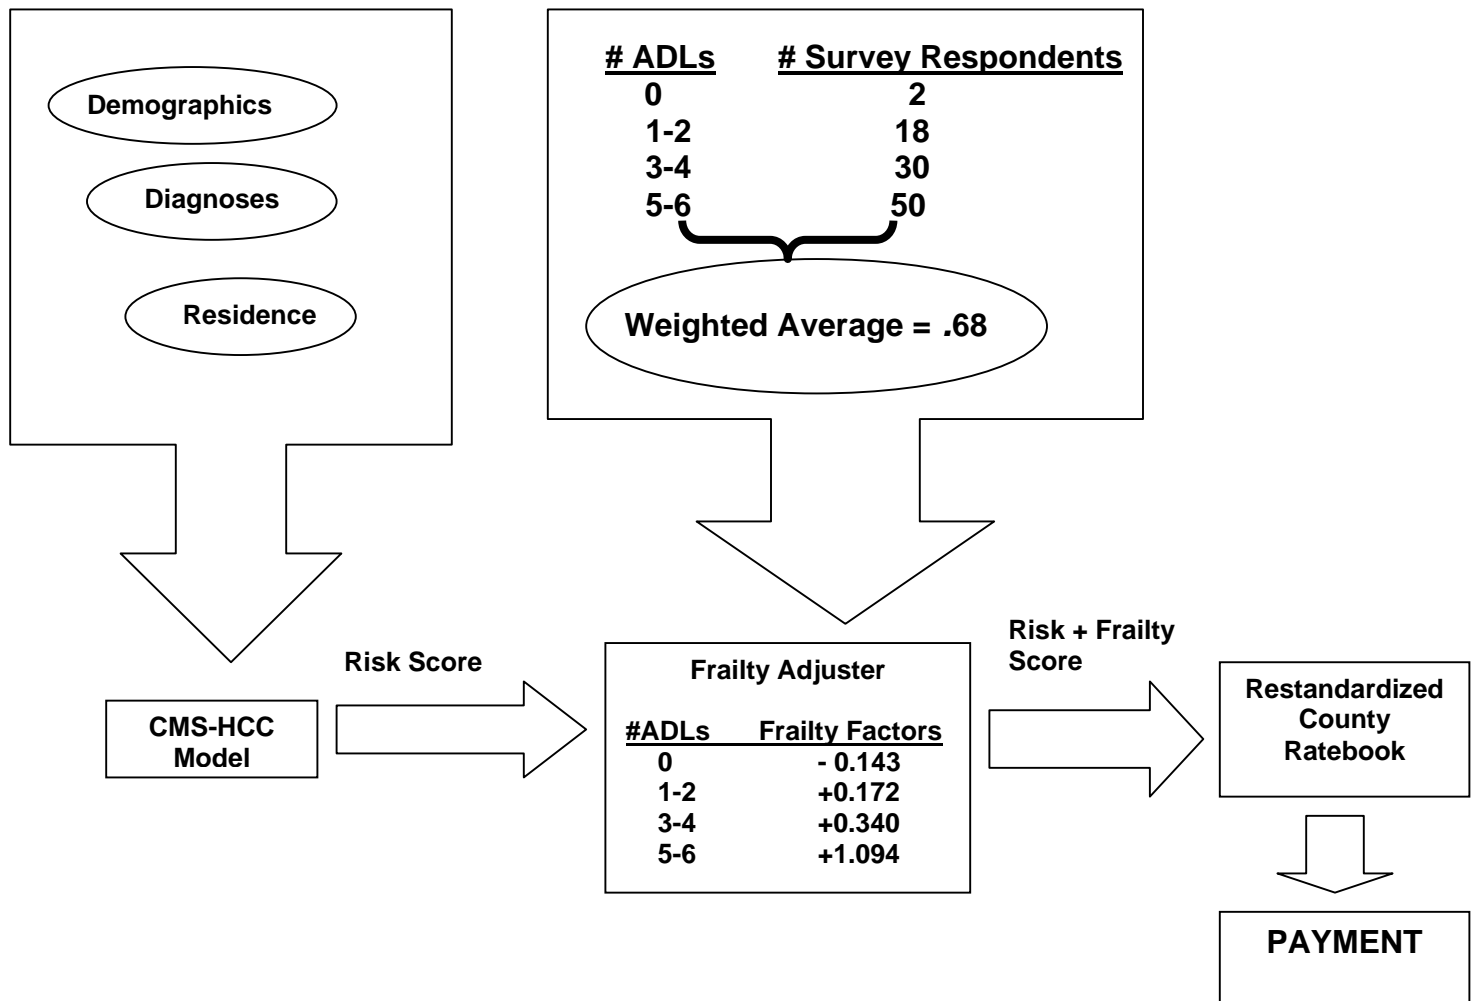 Demographics
Diagnoses
Residence
# ADLs # Survey Respondents
0 2
1-2 18
3-4 30
5-6 50
Weighted Average = .68
CMS-HCC
Model
Risk Score
Frailty Adjuster
#ADLs Frailty Factors
0 - 0.143
1-2 +0.172
3-4 +0.340
5-6 +1.094
Risk + Frailty
Score
Restandardized
County
Ratebook
PAYMENT